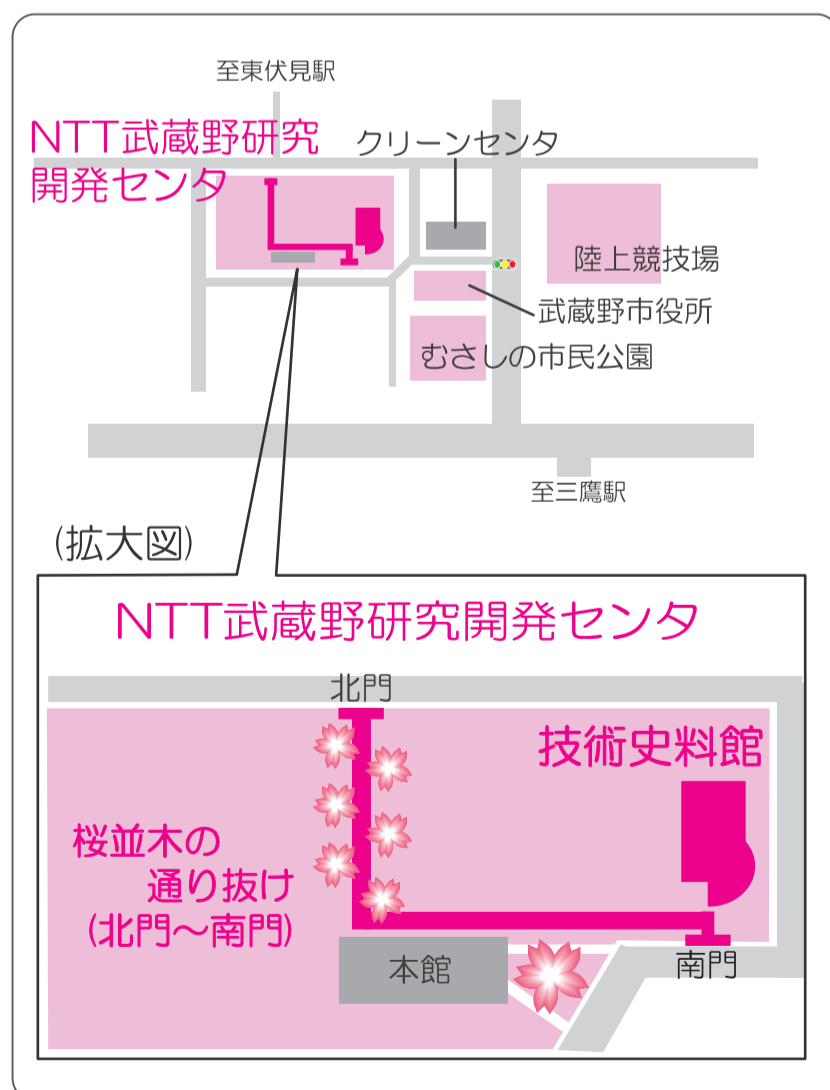 至東伏見駅
NTT武蔵野研究
開発センタ
クリーンセンタ
陸上競技場
武蔵野市役所
むさしの市民公園
至三鷹駅
(拡大図)
NTT武蔵野研究開発センタ
北門
技術史料館
桜並木の
通り抜け
(北門～南門)
本館
南門